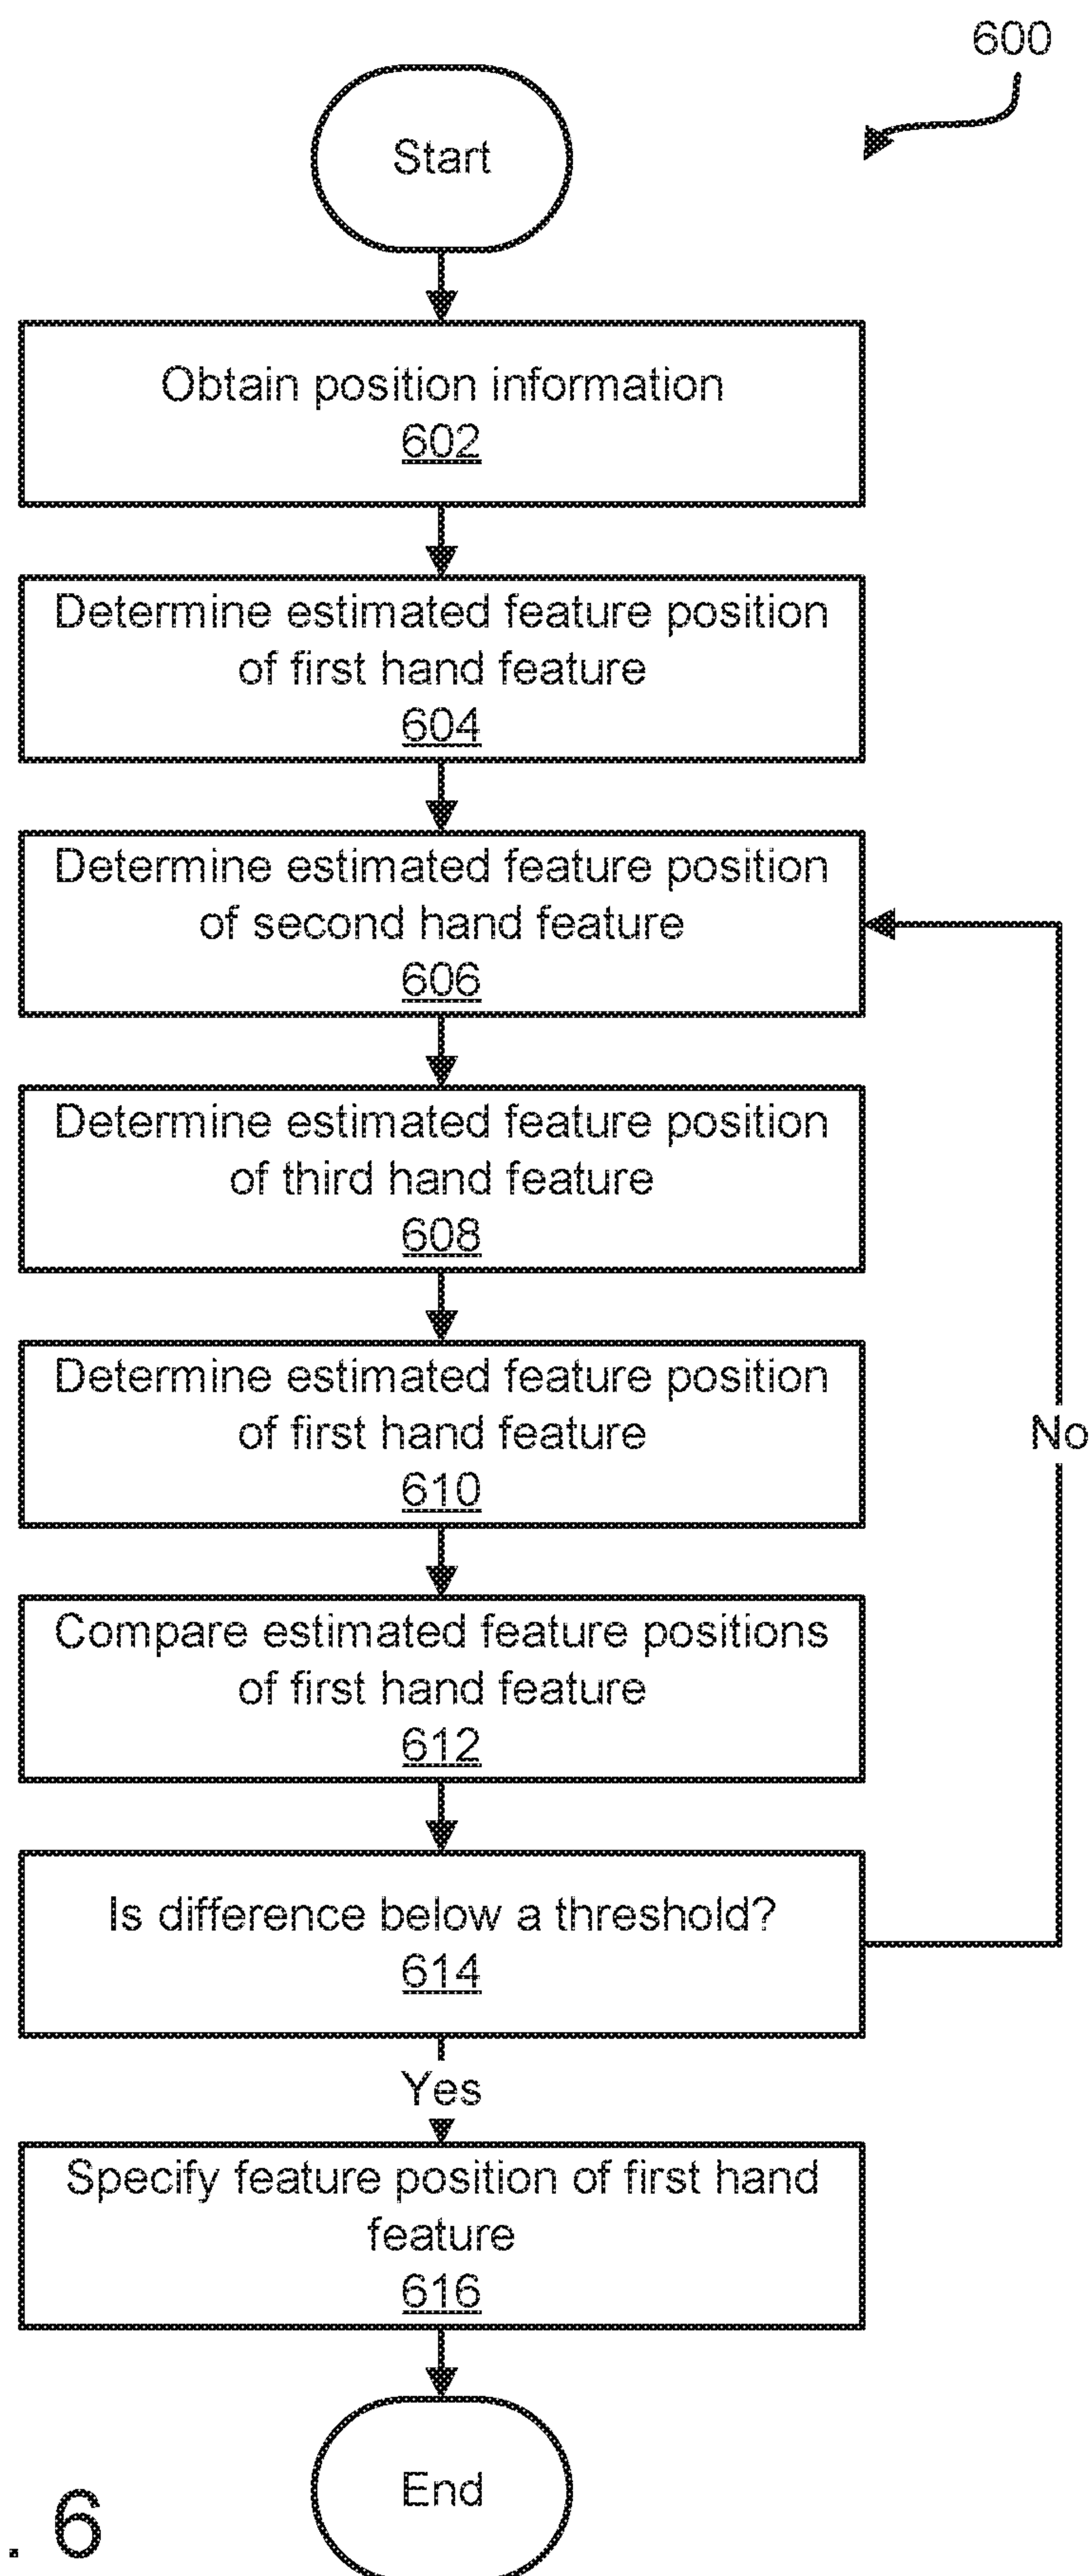 600
Start
Obtain position information
602
Determine estimated feature position
of first hand feature
604
Determine estimated feature position
of second hand feature
606
Determine estimated feature position
of third hand feature
608
Determine estimated feature position
of first hand feature
610
No
Compare estimated feature positions
of first hand feature
612
Is difference below a threshold?
614
Yes
Specify feature position of first hand
feature
616
End
. 6